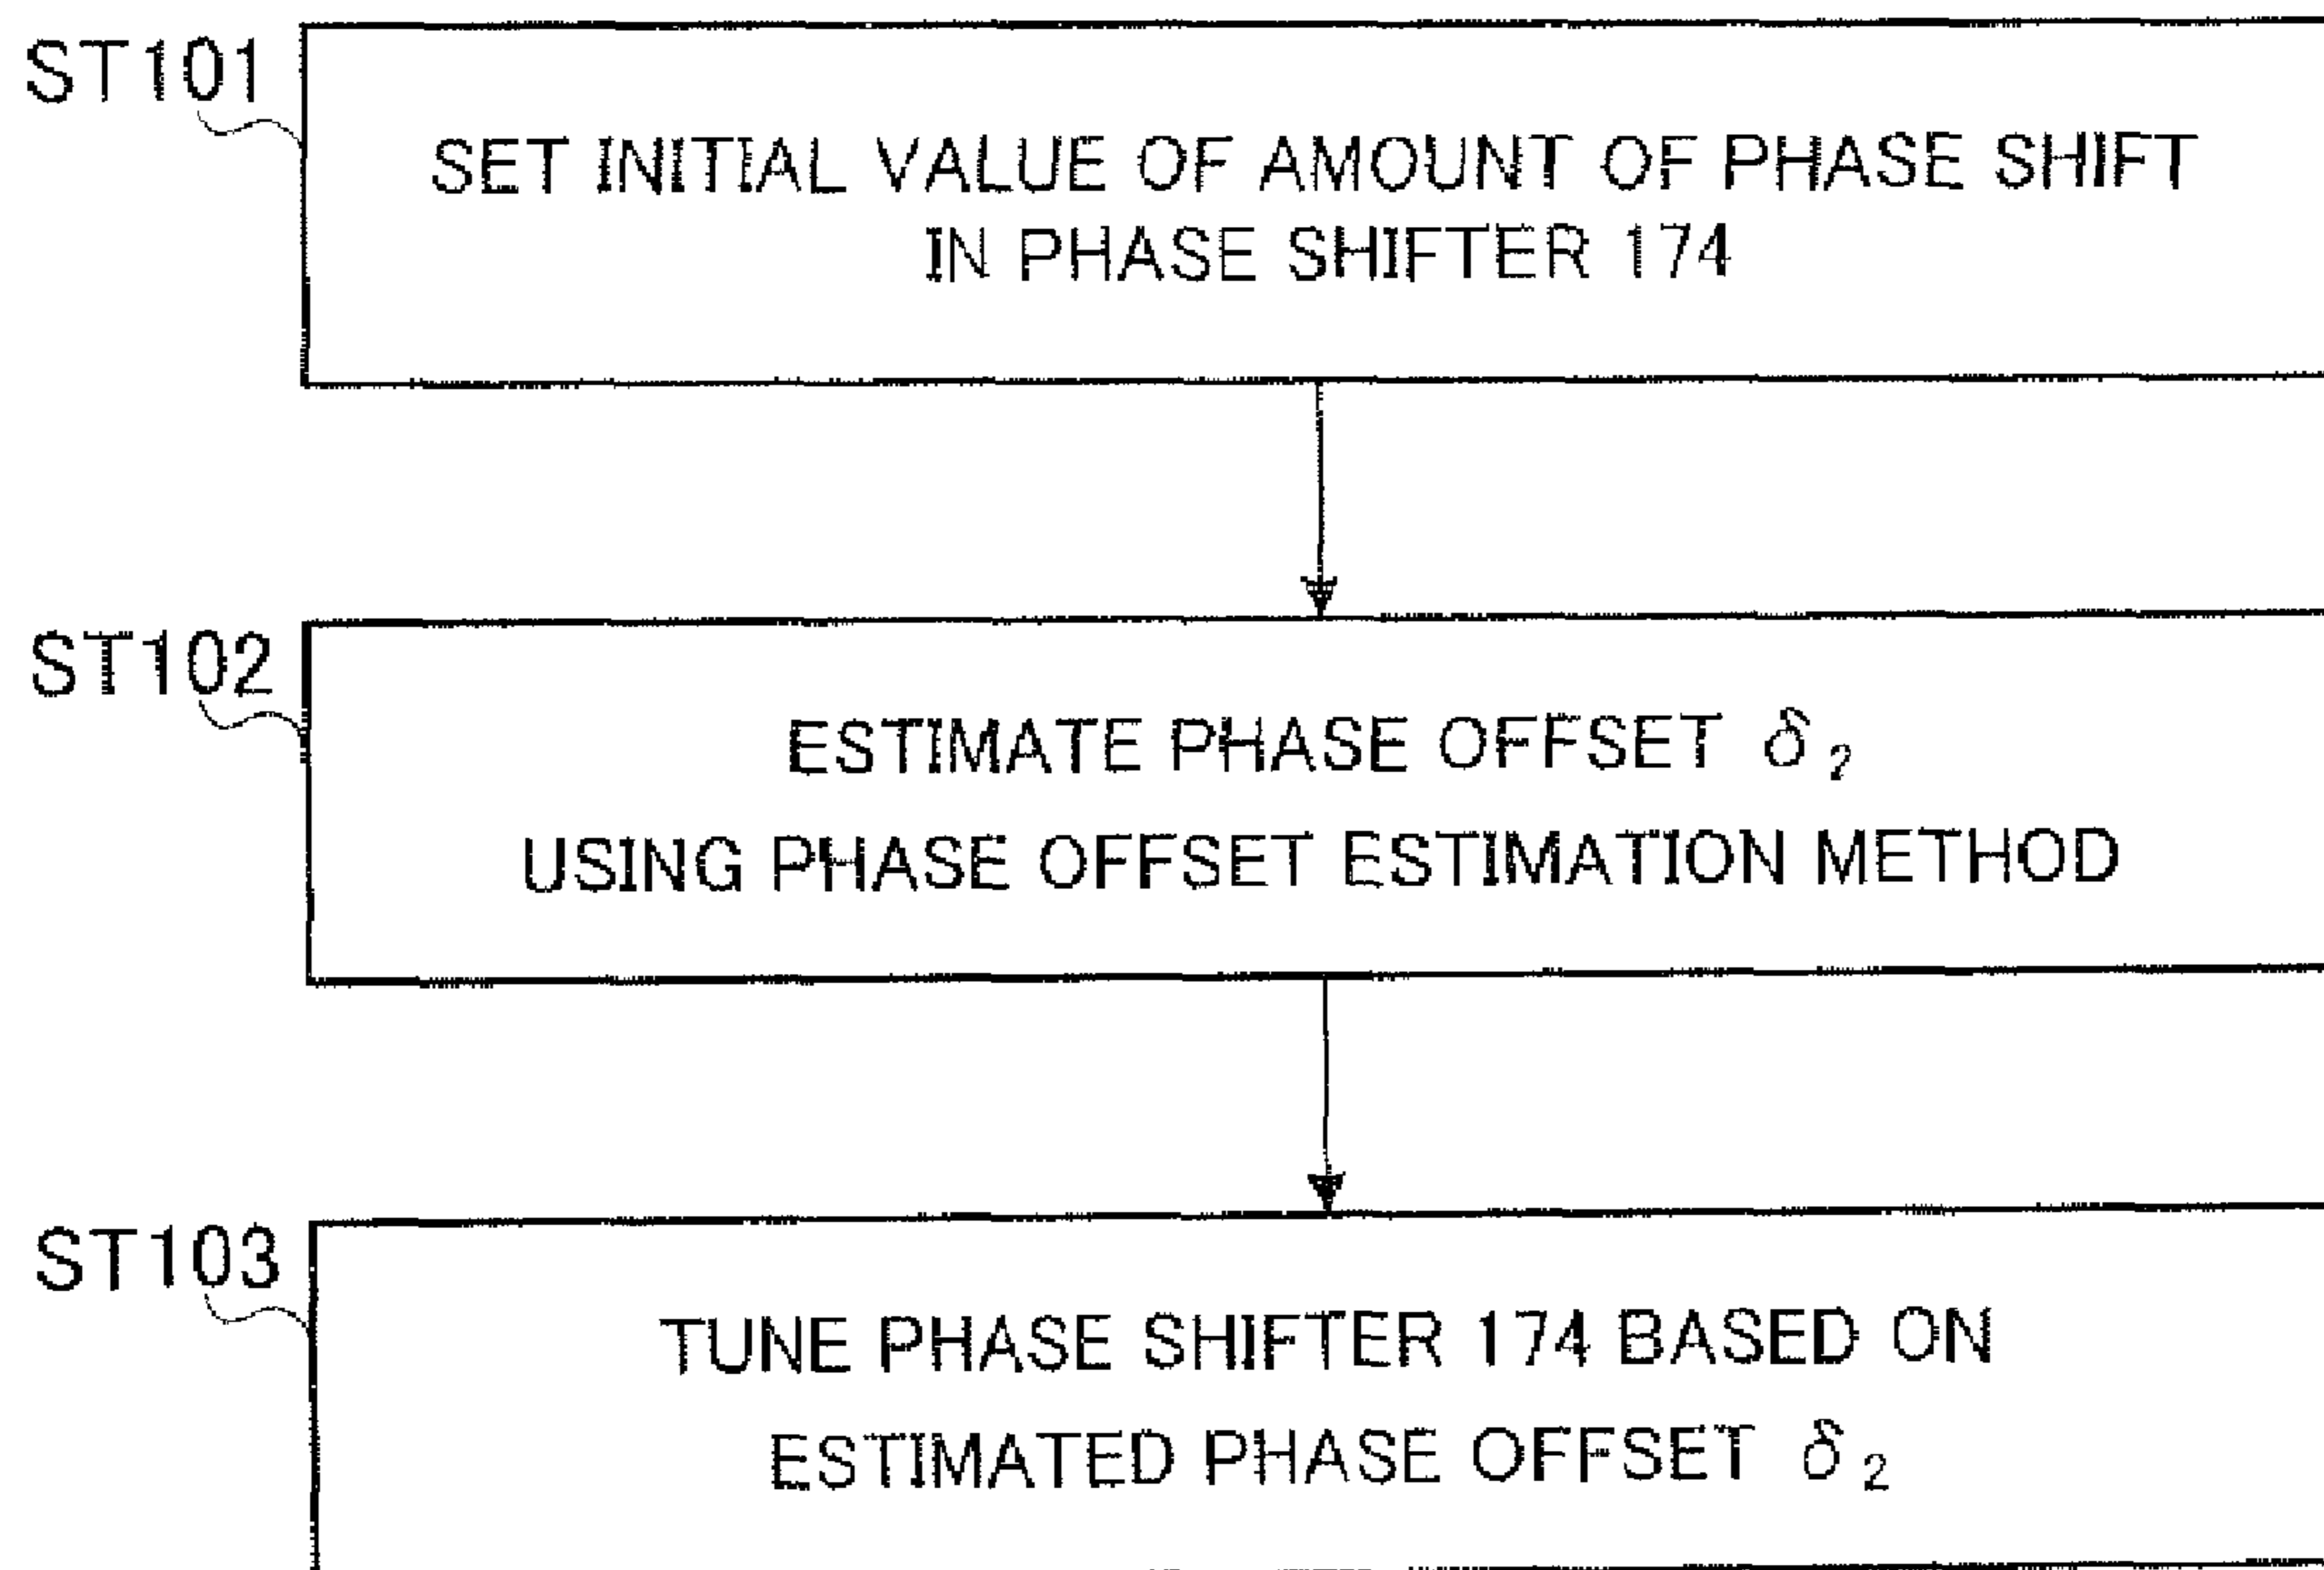 ST101
SET INITIAL VALUE OF AMOUNT OF PHASE SHIFT
IN PHASE SHIFTER 174
ST102
ESTIMATE PHASE OFFSET δ₂
USING PHASE OFFSET ESTIMATION METHOD
ST103
TUNE PHASE SHIFTER 174 BASED ON
ESTIMATED PHASE OFFSET δ₂